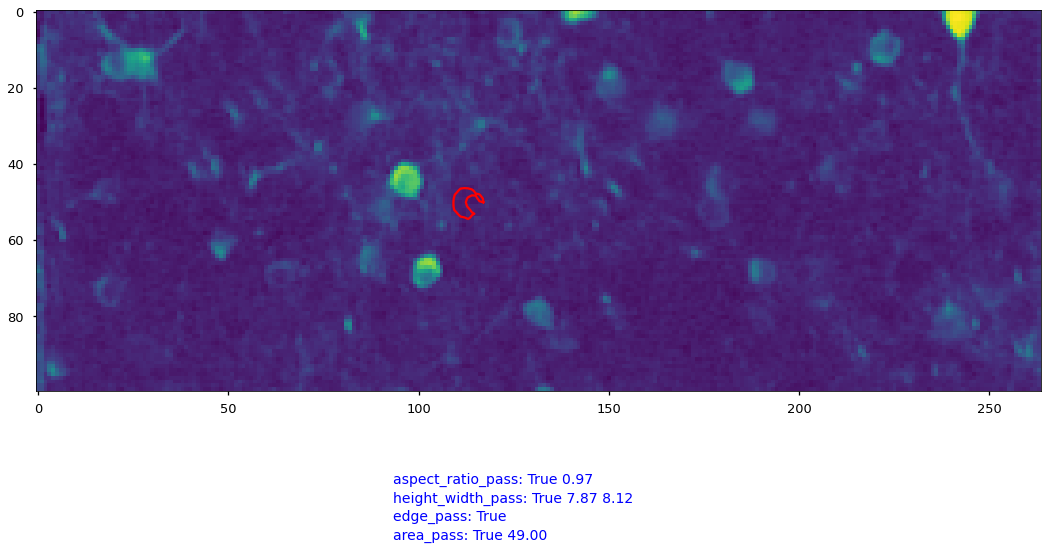 0
20
40
60
80
0 50 100 150 200 250
aspect_ratio_pass: True 0.97
height_width_pass: True 7.87 8.12
edge_pass: True
area_pass: True 49.00